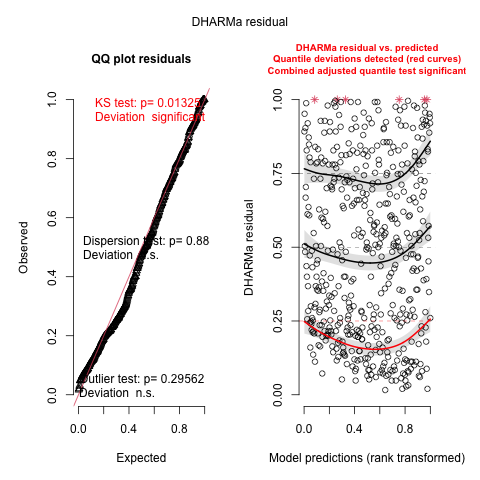 DHARMa residual
QQ plot residuals
DHARMa residual vs. predicted
Quantile deviations detected (red curves)
Combined adjusted quantile test significant
KS test: p= 0.01325
Deviation significant
Dispersion test: p= 0.88
Deviation n.s.
Outlier test: p= 0.29562
Deviation n.s.
Observed
0.0 0.2 0.4 0.6 0.8 1.0
0.0 0.4 0.8
Expected
DHARMa residual
0.00 0.25 0.50 0.75 1.00
0.0 0.4 0.8
Model predictions (rank transformed)